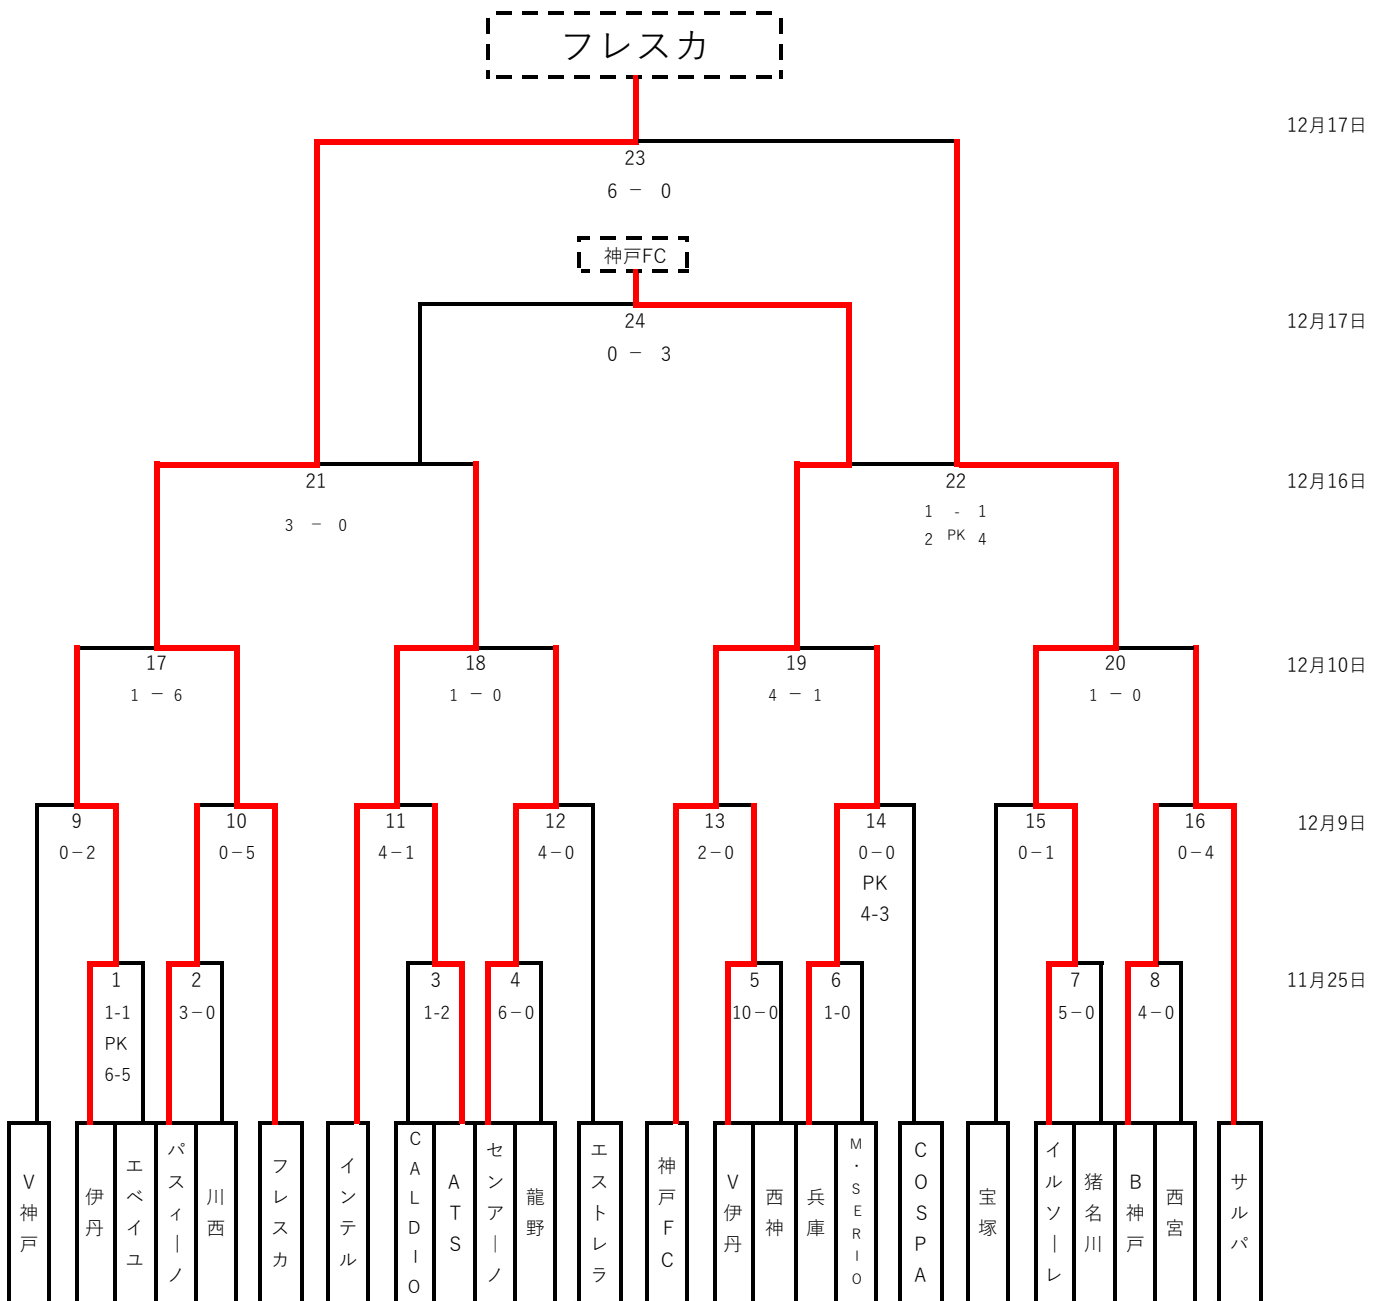 フレスカ
12月17日
23
6 － 0
神戸FC
24
12月17日
0 － 3
21
22
12月16日
3 － 0
1 - 1
2 PK 4
17
18
19
20
12月10日
1 － 6
1 － 0
4 － 1
1 － 0
9
10
11
12
13
14
15
16
12月9日
0－2
0－5
4－1
4－0
2－0
0－0
0－1
0－4
PK
4-3
1
2
3
4
5
6
7
8
11月25日
1-1
3－0
1-2
6－0
10－0
1-0
5－0
4－0
PK
6-5
V神戸
伊丹
エベイユ
パスィーノ
川西
フレスカ
インテル
CALDIO
ATS
センアーノ
龍野
エストレラ
神戸FC
V伊丹
西神
兵庫
M・SERIO
COSPA
宝塚
イルソーレ
猪名川
B神戸
西宮
サルパ